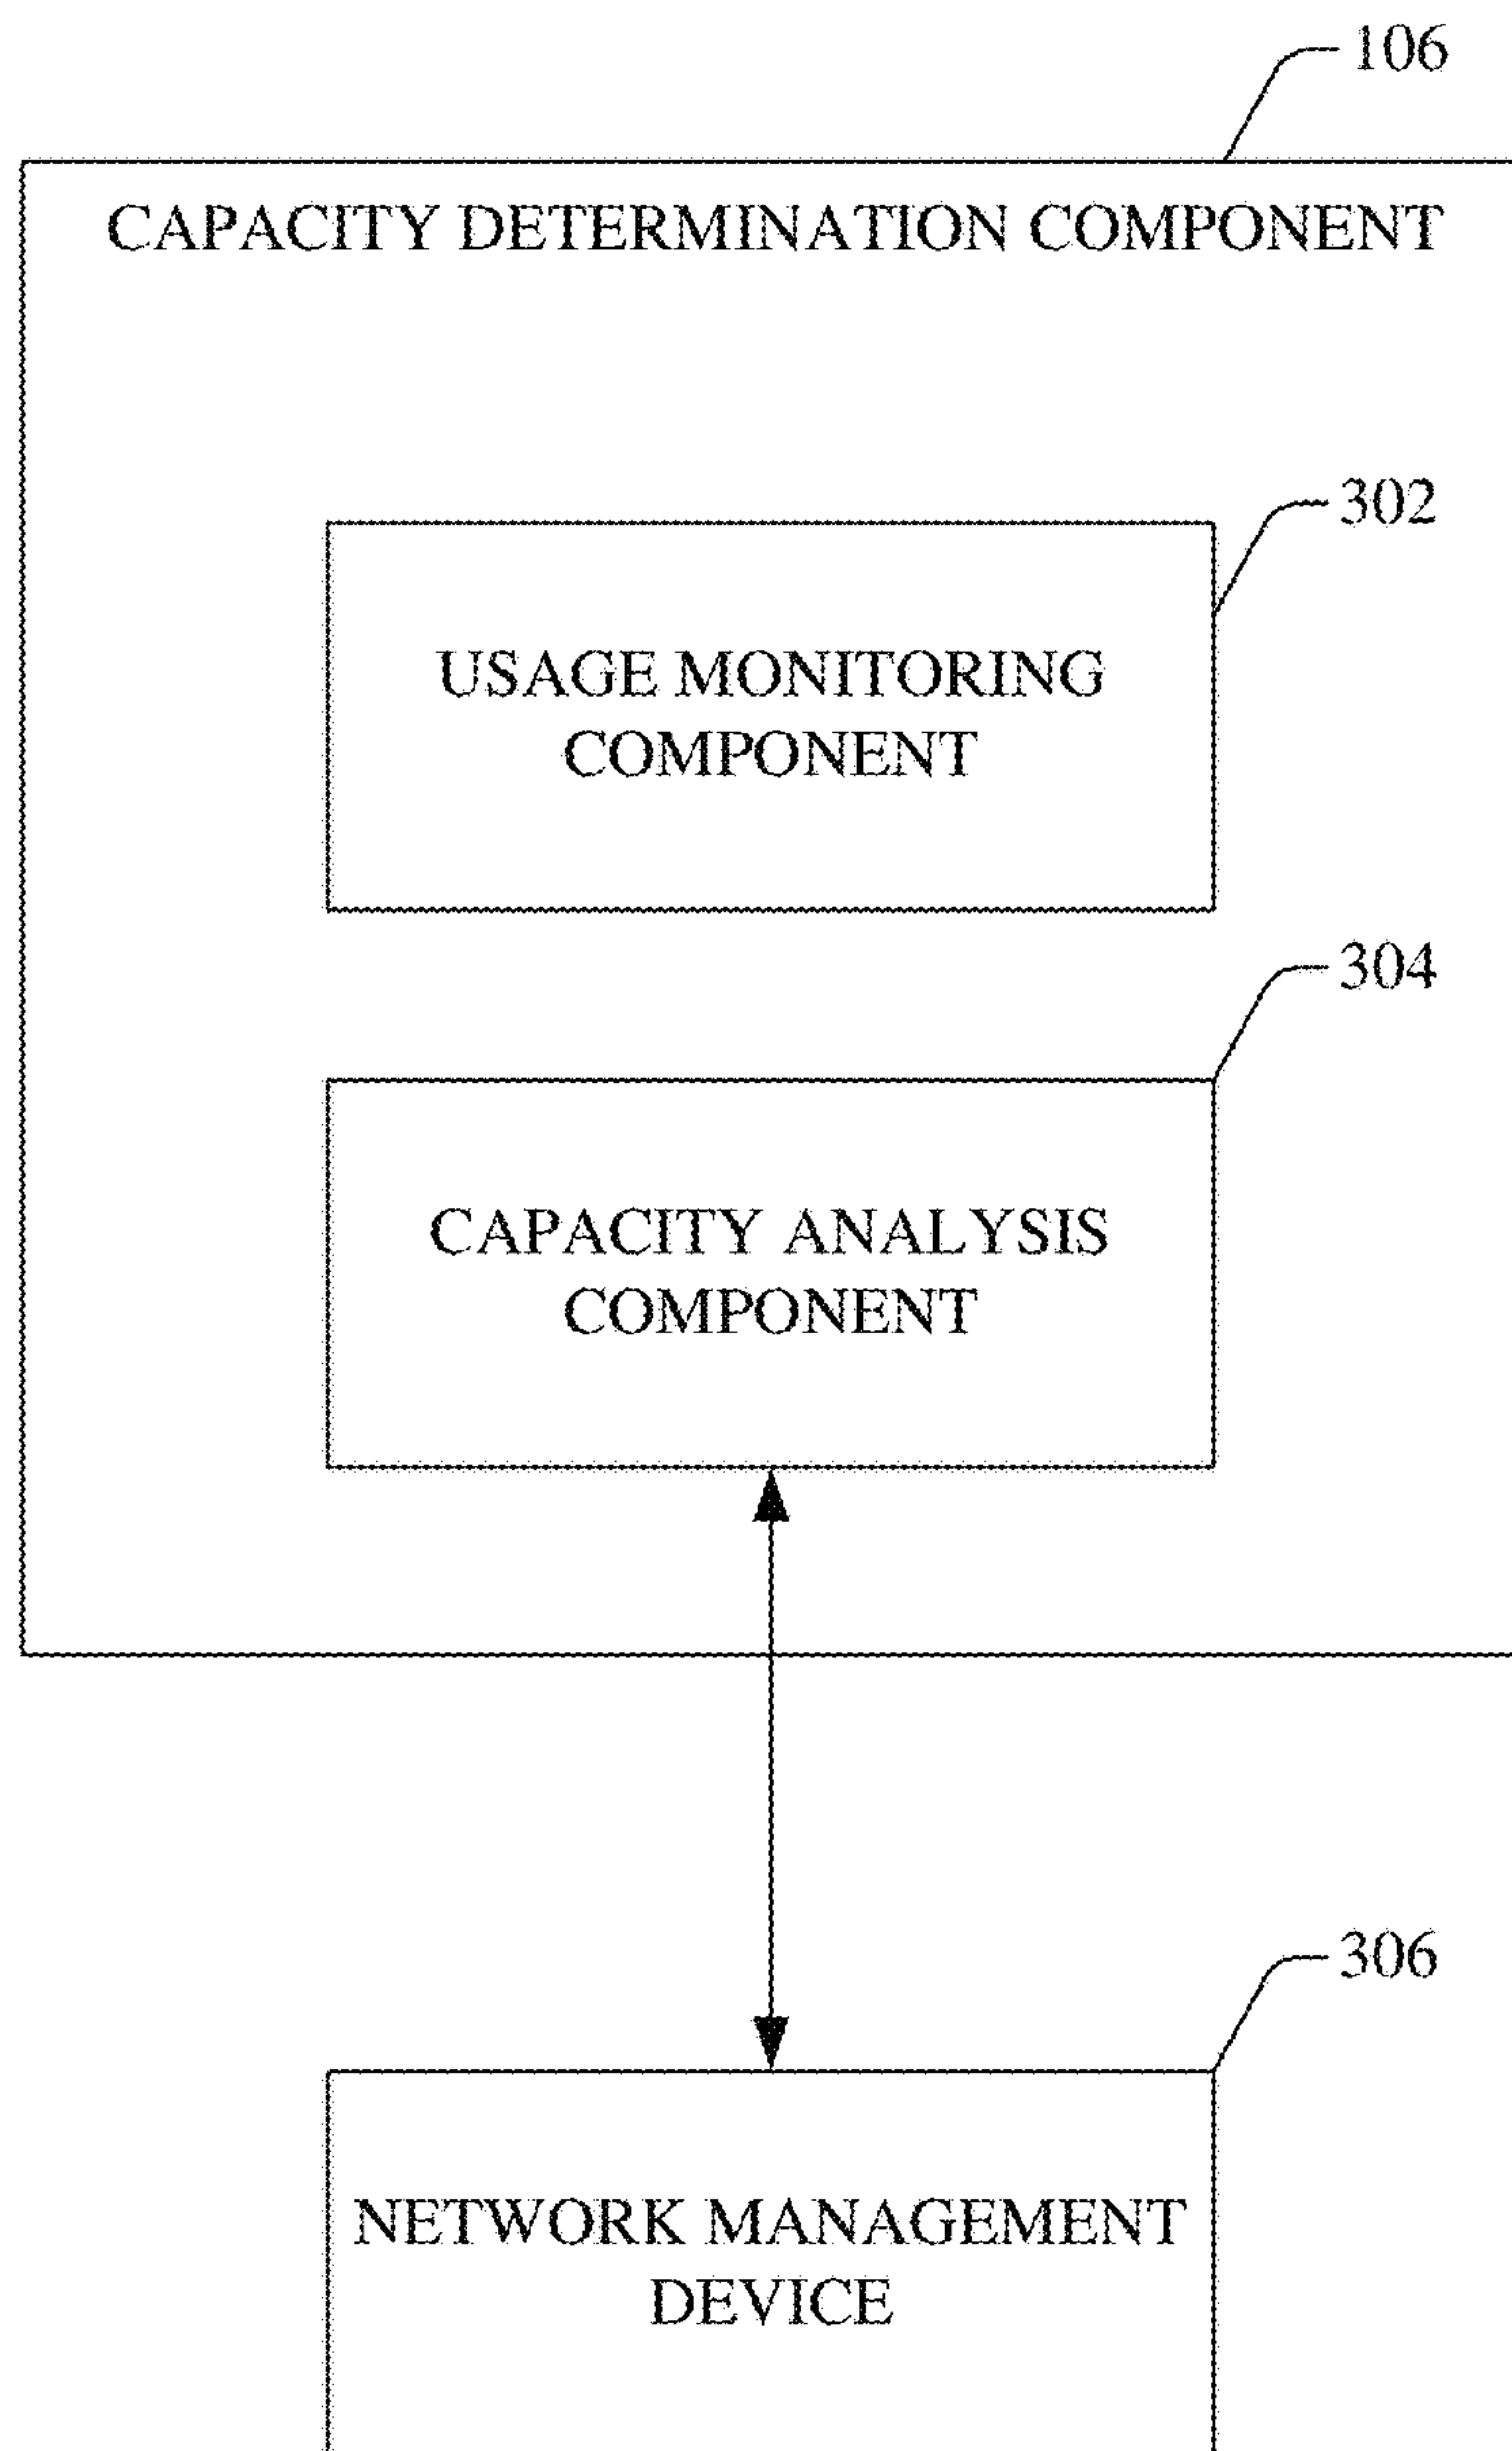 106
CAPACITY DETERMINATION COMPONENT
302
USAGE MONITORING
COMPONENT
304
CAPACITY ANALYSIS
COMPONENT
306
NETWORK MANAGEMENT
DEVICE